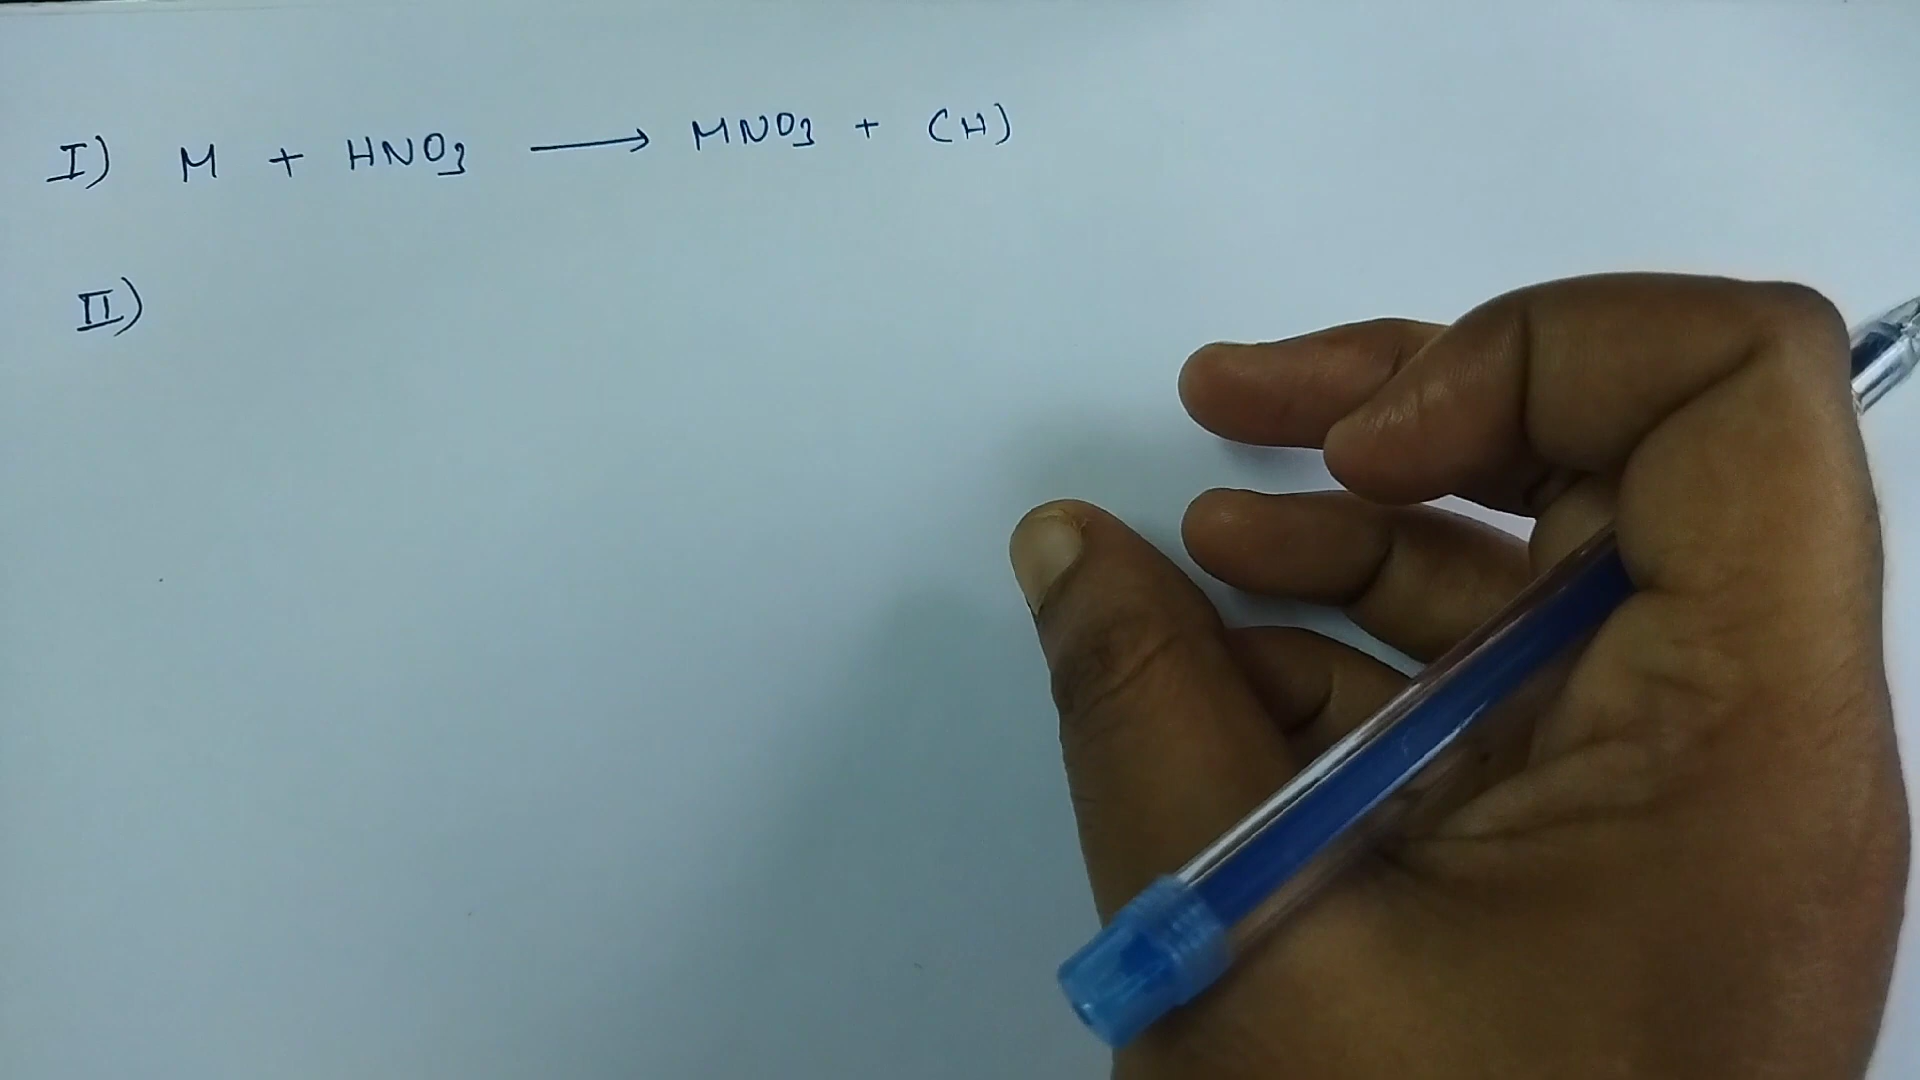 I) M + HNO3 ⟶ MNO3 + (H)
II)